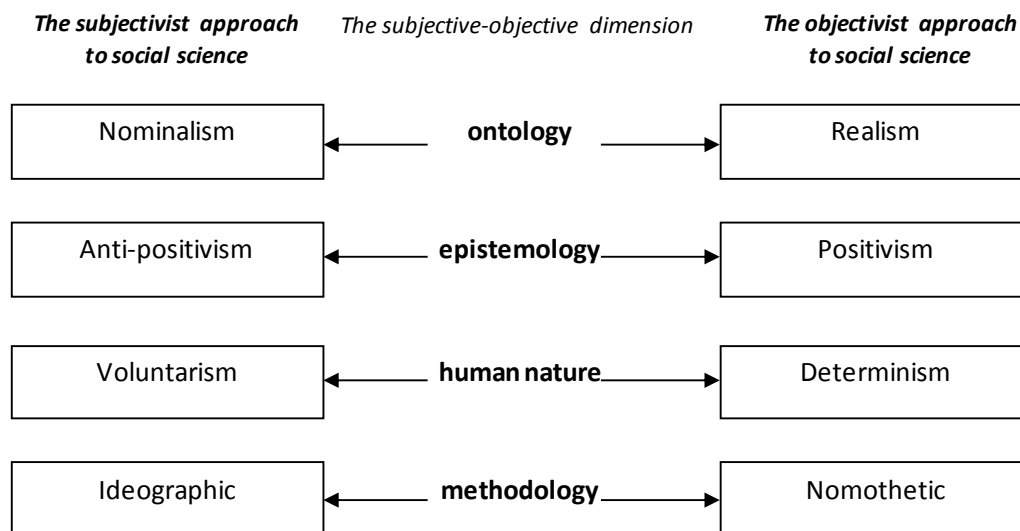 The subjectivist approach
to social science
The subjective-objective dimension
The objectivist approach
to social science
Nominalism
ontology
Realism
Anti-positivism
epistemology
Positivism
Voluntarism
human nature
Determinism
Ideographic
methodology
Nomothetic